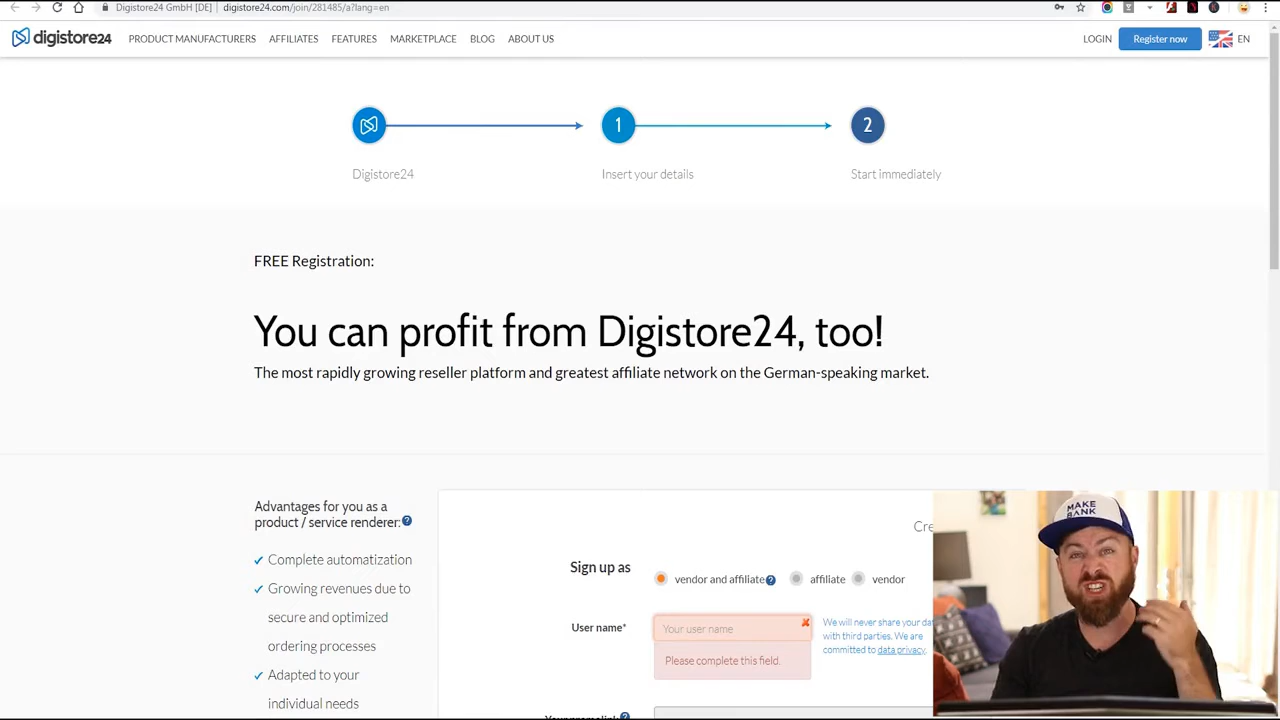 Digistore24 GmbH [DE]
digistore24.com/join/281485/a?lang=en
digistore24
PRODUCT MANUFACTURERS
AFFILIATES
FEATURES
MARKETPLACE
BLOG
ABOUT US
LOGIN
Register now
EN
1
2
Digistore24
Insert your details
Start immediately
FREE Registration:
You can profit from Digistore24, too!
The most rapidly growing reseller platform and greatest affiliate network on the German-speaking market.
Advantages for you as a
product / service renderer:
Complete automatization
Growing revenues due to
secure and optimized
ordering processes
Adapted to your
individual needs
Cre
Sign up as
vendor and affiliate
affiliate
vendor
User name*
Your user name
Please complete this field.
We will never share your da
with third parties. We are
committed to data privacy.
MAKE
BANK